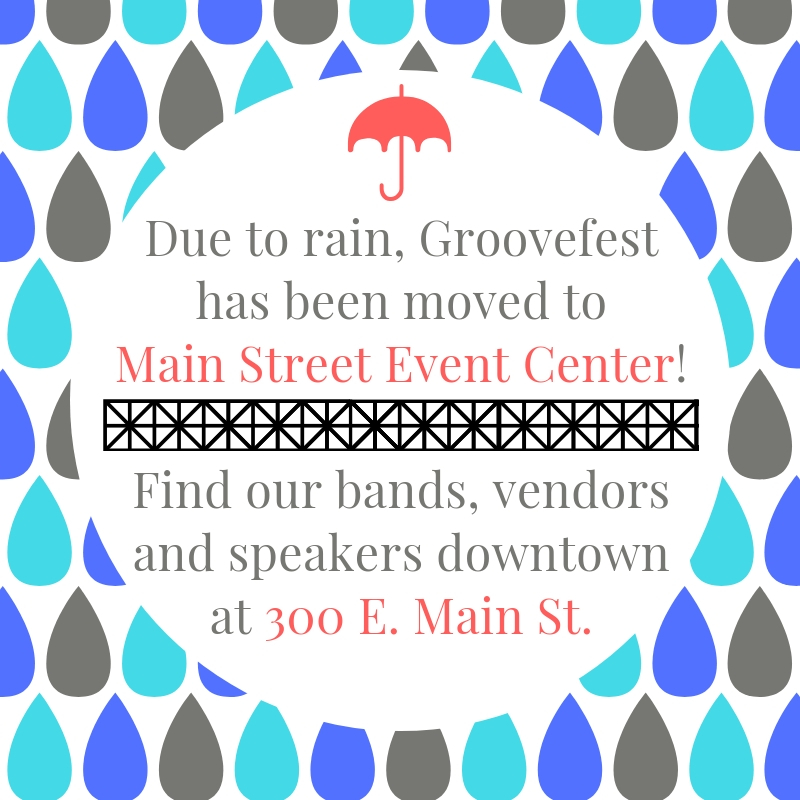 Due to rain, Groovefest
has been moved to
Main Street Event Center!
Find our bands, vendors
and speakers downtown
at 300 E. Main St.